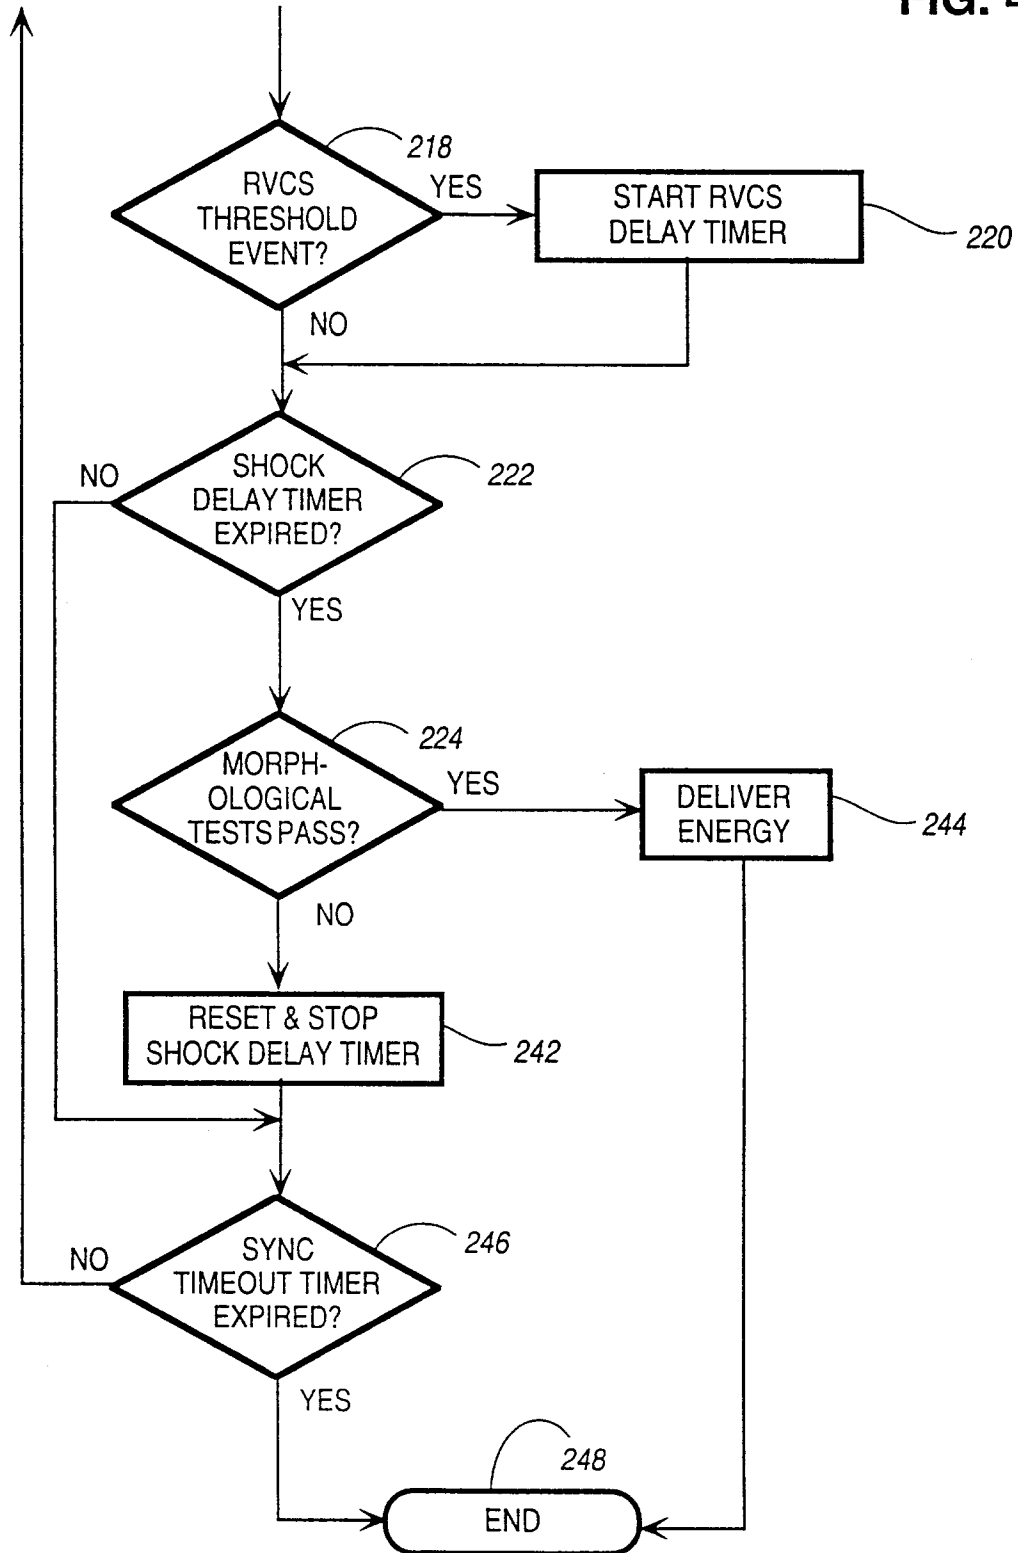 FIG. 4
218
RVCS
THRESHOLD
EVENT?
YES
START RVCS
DELAY TIMER
220
NO
NO
SHOCK
DELAY TIMER
EXPIRED?
222
YES
224
MORPH-
OLOGICAL
TESTS PASS?
YES
DELIVER
ENERGY
244
NO
RESET & STOP
SHOCK DELAY TIMER
242
NO
SYNC
TIMEOUT TIMER
EXPIRED?
246
YES
248
END